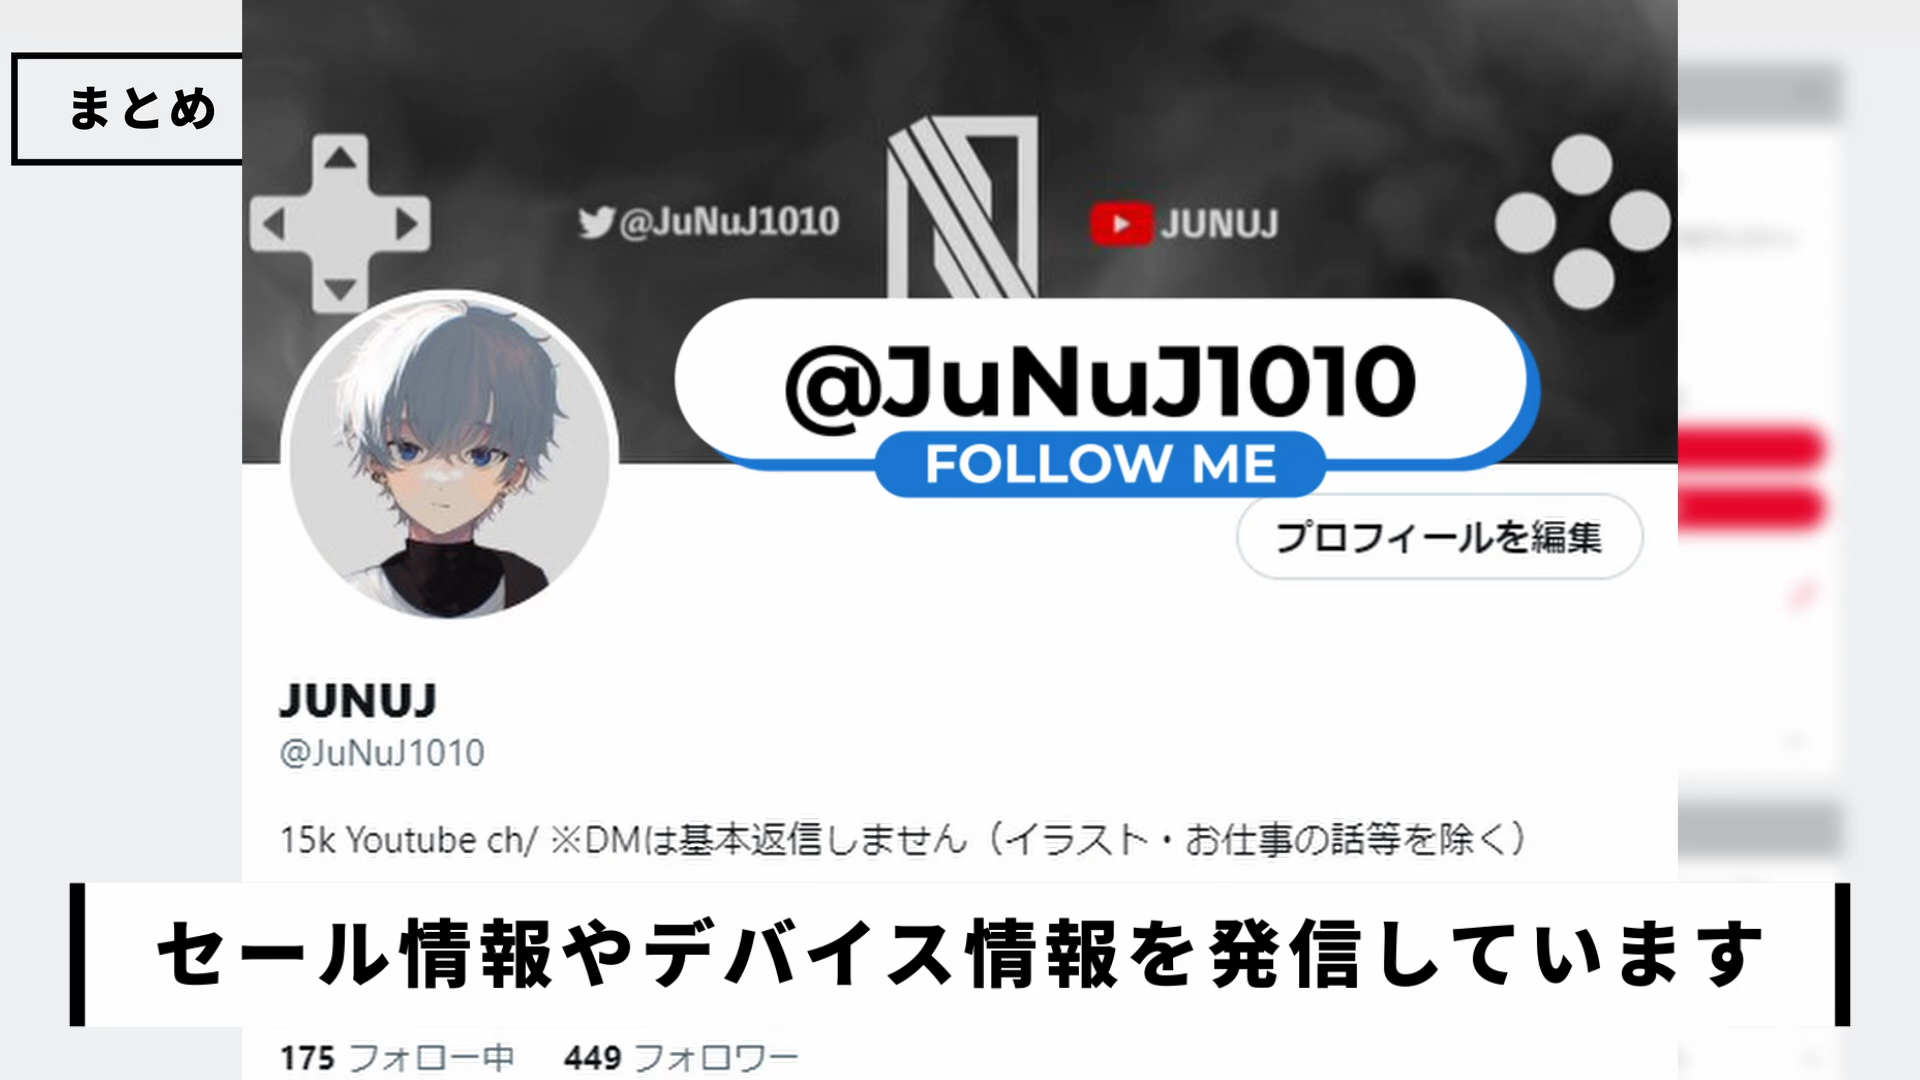 まとめ
@JuNuJ1010
JUNUJ
@JuNuJ1010
FOLLOW ME
プロフィールを編集
JUNUJ
@JuNuJ1010
15k Youtube ch/ ※DMは基本返信しません（イラスト・お仕事の話等を除く）
セール情報やデバイス情報を発信しています
175 フォロー中 449 フォロワー